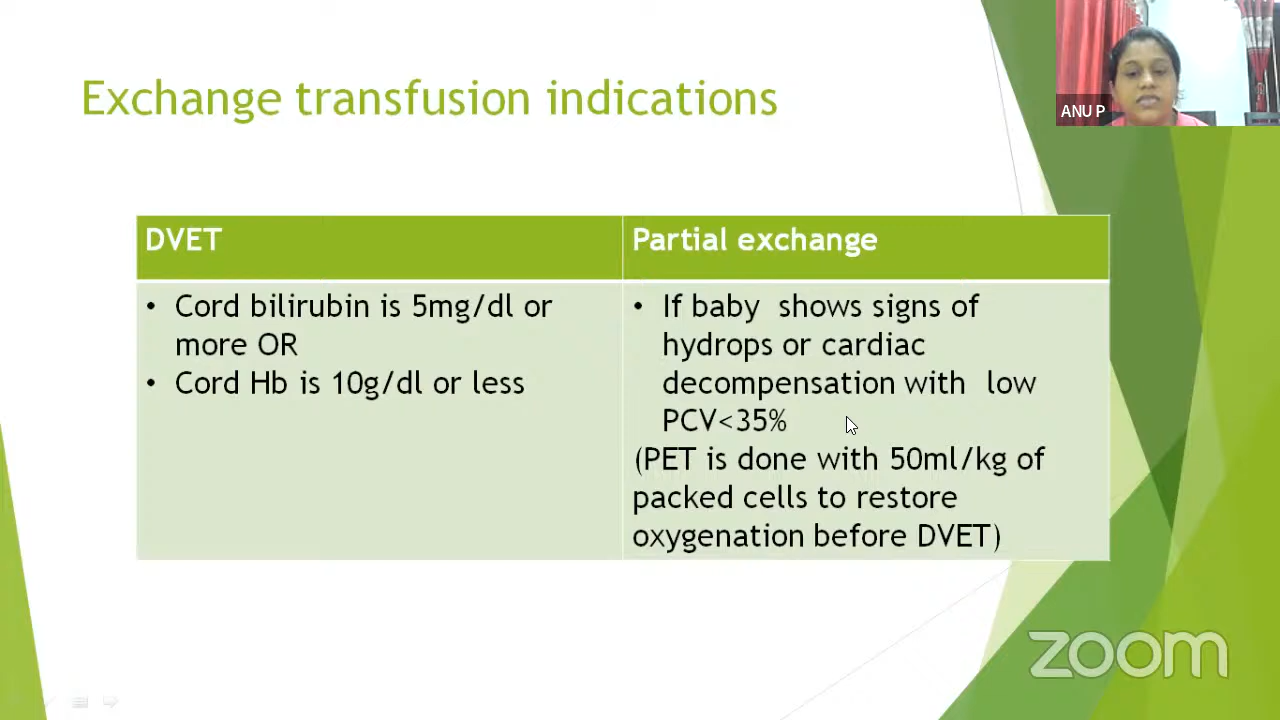 Exchange transfusion indications
ANU P
DVET
Partial exchange
• Cord bilirubin is 5mg/dl or
more OR
• Cord Hb is 10g/dl or less
• If baby shows signs of
hydrops or cardiac
decompensation with low
PCV<35%
(PET is done with 50ml/kg of
packed cells to restore
oxygenation before DVET)
zoom